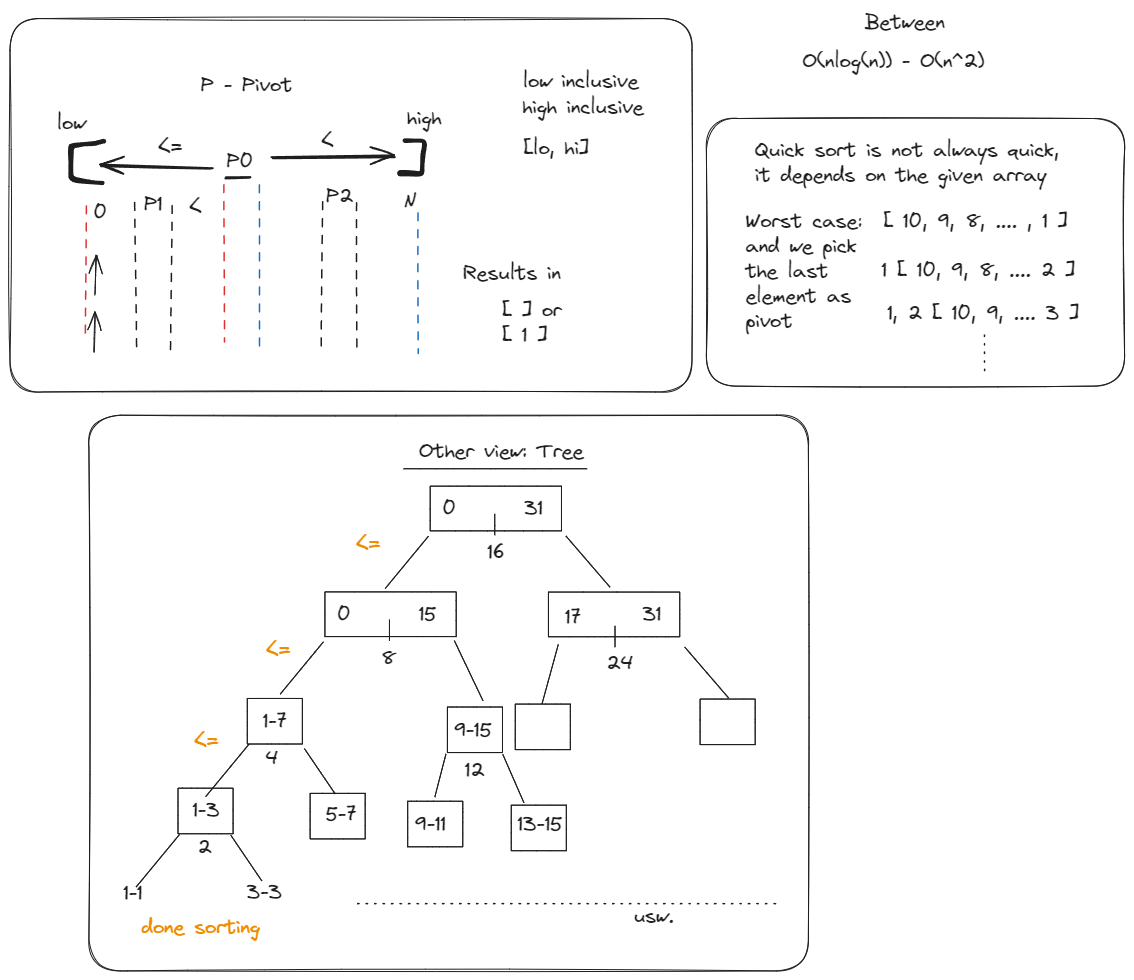 P - Pivot
low
high
<=
PO
<
0
P1
<
P2
N
low inclusive
high inclusive
[lo, hi]
Results in
[ ] or
[ 1 ]
Between
O(nlog(n)) - O(n^2)
Quick sort is not always quick,
it depends on the given array
Worst case:
and we pick
the last
element as
pivot
[ 10, 9, 8, .... , 1 ]
1 [ 10, 9, 8, .... 2 ]
1, 2 [ 10, 9, .... 3 ]
Other view: Tree
0 31
16
<=
0 15
8
17 31
24
<=
1-7
4
9-15
12
<=
1-3
2
5-7
9-11
13-15
1-1
3-3
done sorting
usw.